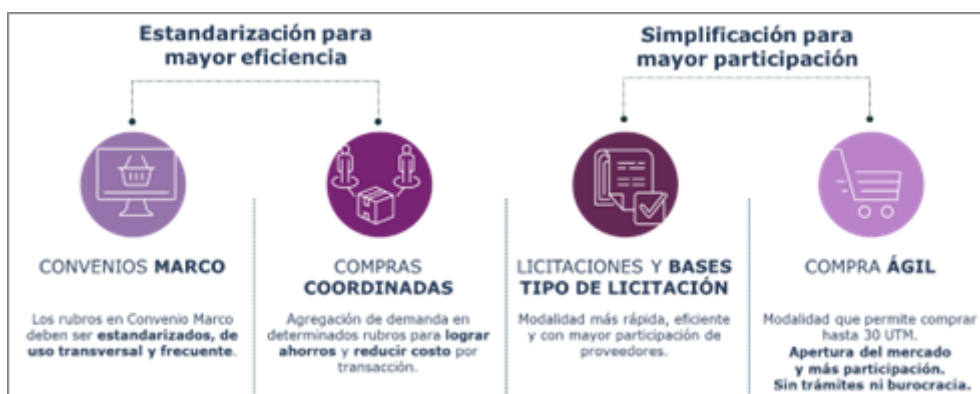 Estandarización para
mayor eficiencia
Simplificación para
mayor participación
CONVENIOS MARCO
Los rubros en Convenio Marco
deben ser estandarizados, de
uso transversal y frecuente.
COMPRAS
COORDINADAS
Agregación de demanda en
determinados rubros para lograr
ahorros y reducir costo por
transacción.
LICITACIONES Y BASES
TIPO DE LICITACIÓN
Modalidad más rápida, eficiente
y con mayor participación de
proveedores.
COMPRA ÁGIL
Modalidad que permite comprar
hasta 30 UTM.
Apertura del mercado
y más participación.
Sin trámites ni burocracia.